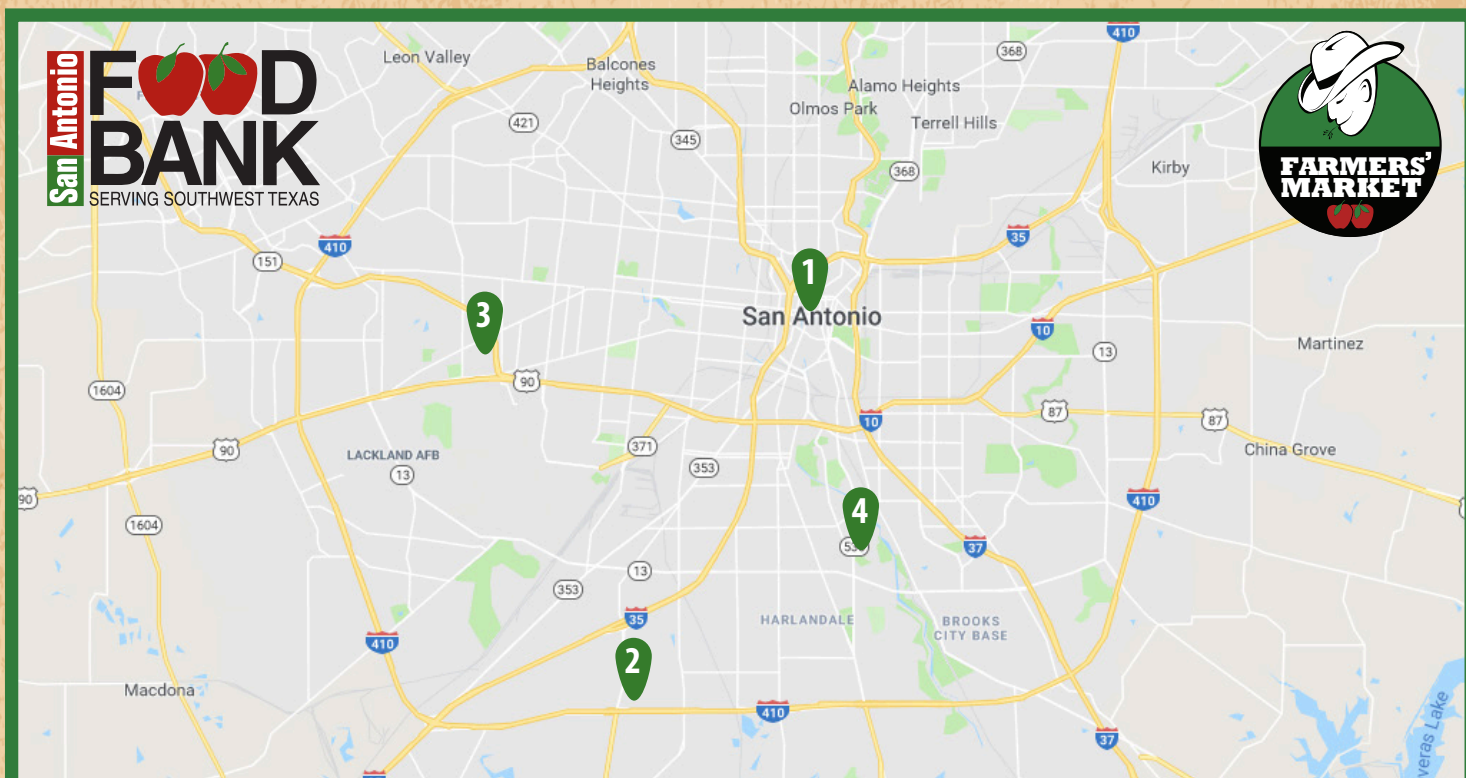 San Antonio
FOOD
BANK
SERVING SOUTHWEST TEXAS
FARMERS'
MARKET
Leon Valley
Balcones
Heights
Alamo Heights
Olmos Park
Terrell Hills
Kirby
410
368
421
345
368
35
410
151
1
San Antonio
3
10
13
Martinez
1604
90
10
87
87
90
371
353
LACKLAND AFB
13
China Grove
90
1604
410
4
37
13
353
35
HARLANDALE
BROOKS
CITY BASE
410
2
Macdona
410
37